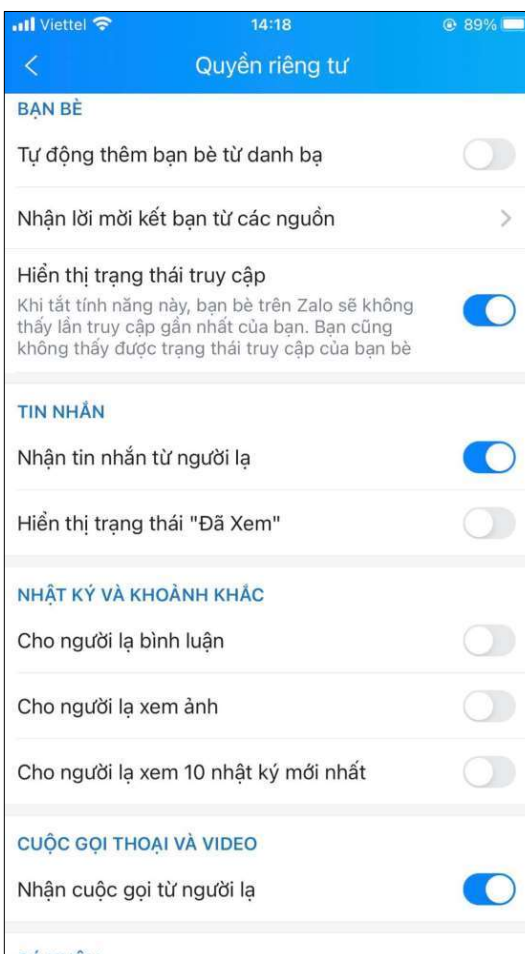 Viettel 14:18 89%
Quyền riêng tư
BẠN BÈ
Tự động thêm bạn bè từ danh bạ
Nhận lời mời kết bạn từ các nguồn
Hiển thị trạng thái truy cập
Khi tắt tính năng này, bạn bè trên Zalo sẽ không
thấy lần truy cập gần nhất của bạn. Bạn cũng
không thấy được trạng thái truy cập của bạn bè
TIN NHẮN
Nhận tin nhắn từ người lạ
Hiển thị trạng thái "Đã Xem"
NHẬT KÝ VÀ KHOẢNH KHẮC
Cho người lạ bình luận
Cho người lạ xem ảnh
Cho người lạ xem 10 nhật ký mới nhất
CUỘC GỌI THOẠI VÀ VIDEO
Nhận cuộc gọi từ người lạ